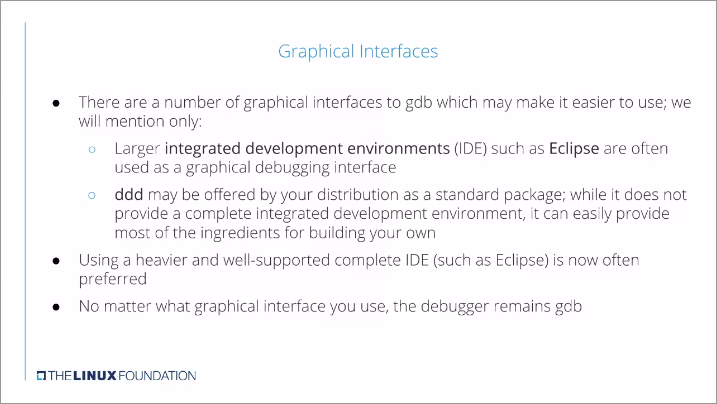 Graphical Interfaces
● There are a number of graphical interfaces to gdb which may make it easier to use; we
will mention only:
○ Larger integrated development environments (IDE) such as Eclipse are often
used as a graphical debugging interface
○ ddd may be offered by your distribution as a standard package; while it does not
provide a complete integrated development environment, it can easily provide
most of the ingredients for building your own
● Using a heavier and well-supported complete IDE (such as Eclipse) is now often
preferred
● No matter what graphical interface you use, the debugger remains gdb
THE LINUX FOUNDATION